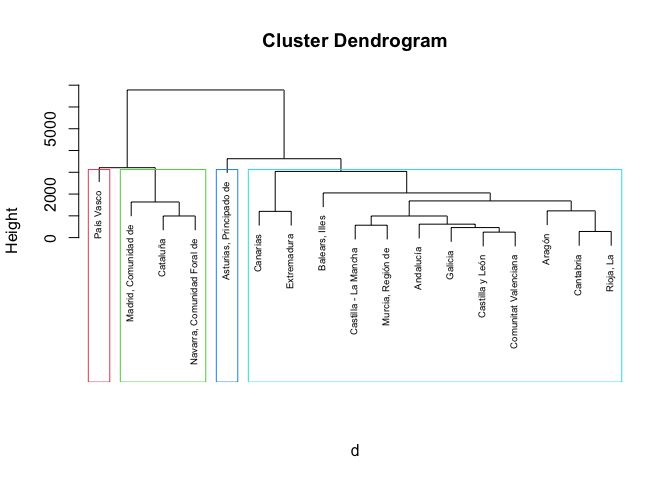 Cluster Dendrogram
Height
5000
2000
0
País Vasco
Madrid, Comunidad de
Cataluña
Navarra, Comunidad Foral de
Asturias, Principado de
Canarias
Extremadura
Balears, Illes
Castilla - La Mancha
Murcia, Región de
Andalucía
Galicia
Castilla y León
Comunitat Valenciana
Aragón
Cantabria
Rioja, La
d